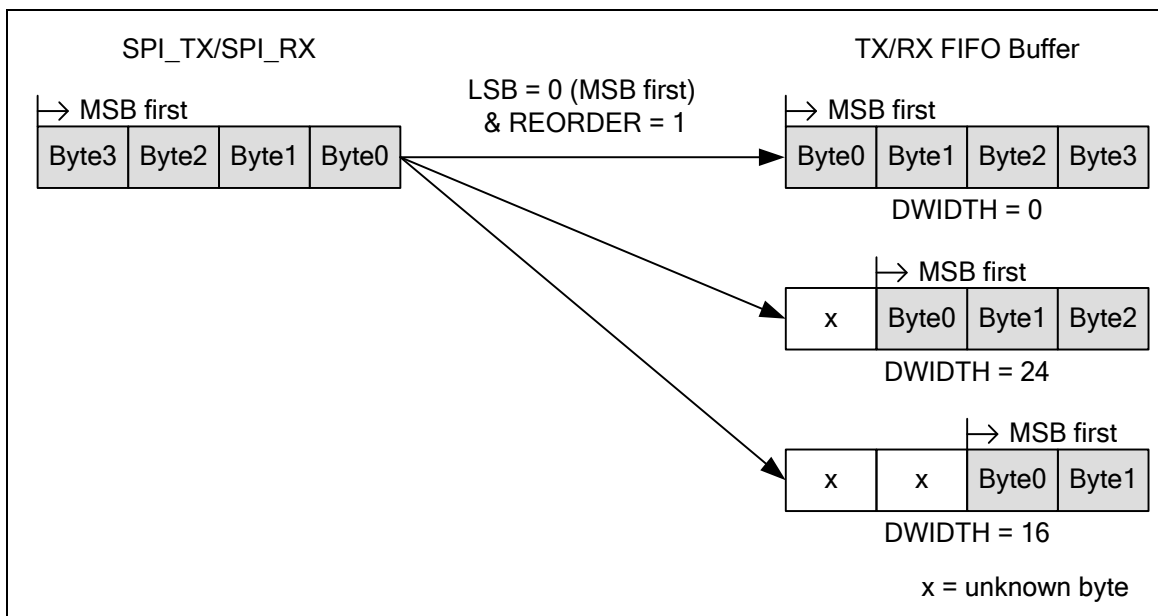 SPI_TX/SPI_RX
TX/RX FIFO Buffer
LSB = 0 (MSB first)
& REORDER = 1
MSB first
MSB first
Byte3 Byte2 Byte1 Byte0
Byte0 Byte1 Byte2 Byte3
DWIDTH = 0
MSB first
x Byte0 Byte1 Byte2
DWIDTH = 24
MSB first
x x Byte0 Byte1
DWIDTH = 16
x = unknown byte